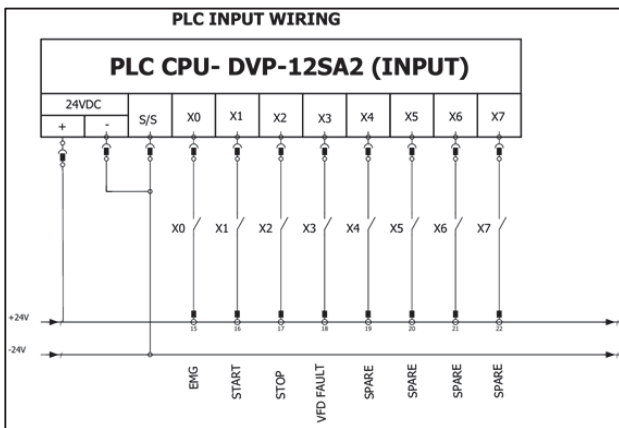 PLC INPUT WIRING
PLC CPU- DVP-12SA2 (INPUT)
24VDC
+ - S/S X0 X1 X2 X3 X4 X5 X6 X7
X0 X1 X2 X3 X4 X5 X6 X7
+24V
15 16 17 18 19 20 21 22
-24V
EMG
START
STOP
VFD FAULT
SPARE
SPARE
SPARE
SPARE